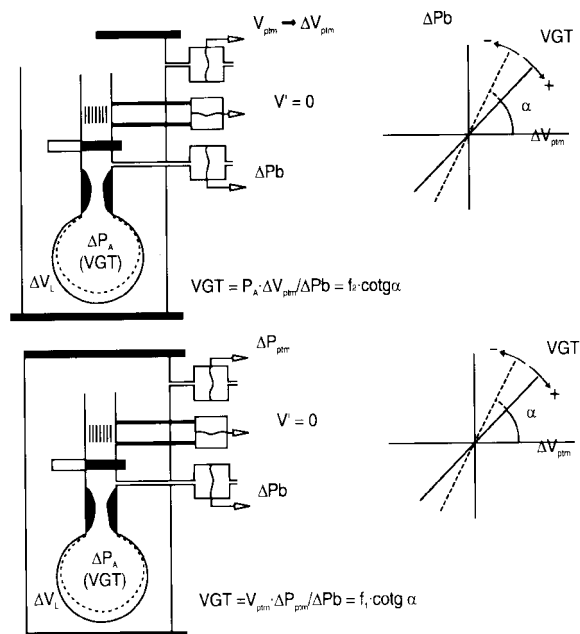 V_ptm → ΔV_ptm
V' = 0
ΔPb
ΔP_A
(VGT)
ΔV_L
VGT = P_A·ΔV_ptm/ΔPb = f₂·cotgα
ΔPb
VGT
-
+
α
ΔV_ptm
ΔP_ptm
V' = 0
ΔPb
ΔP_A
(VGT)
ΔV_L
VGT =V_ptm·ΔP_ppm/ΔPb = f₁·cotg α
VGT
-
+
α
ΔV_ptm